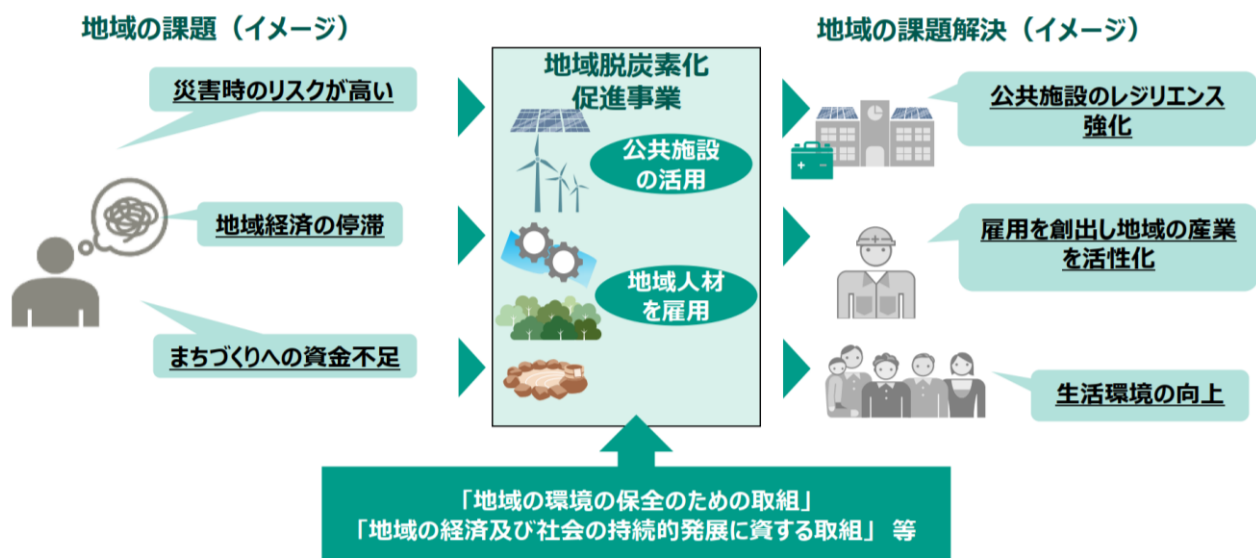 地域の課題（イメージ）
災害時のリスクが高い
地域経済の停滞
まちづくりへの資金不足
地域脱炭素化
促進事業
公共施設
の活用
地域人材
を雇用
地域の課題解決（イメージ）
公共施設のレジリエンス
強化
雇用を創出し地域の産業
を活性化
生活環境の向上
「地域の環境の保全のための取組」
「地域の経済及び社会の持続的発展に資する取組」 等